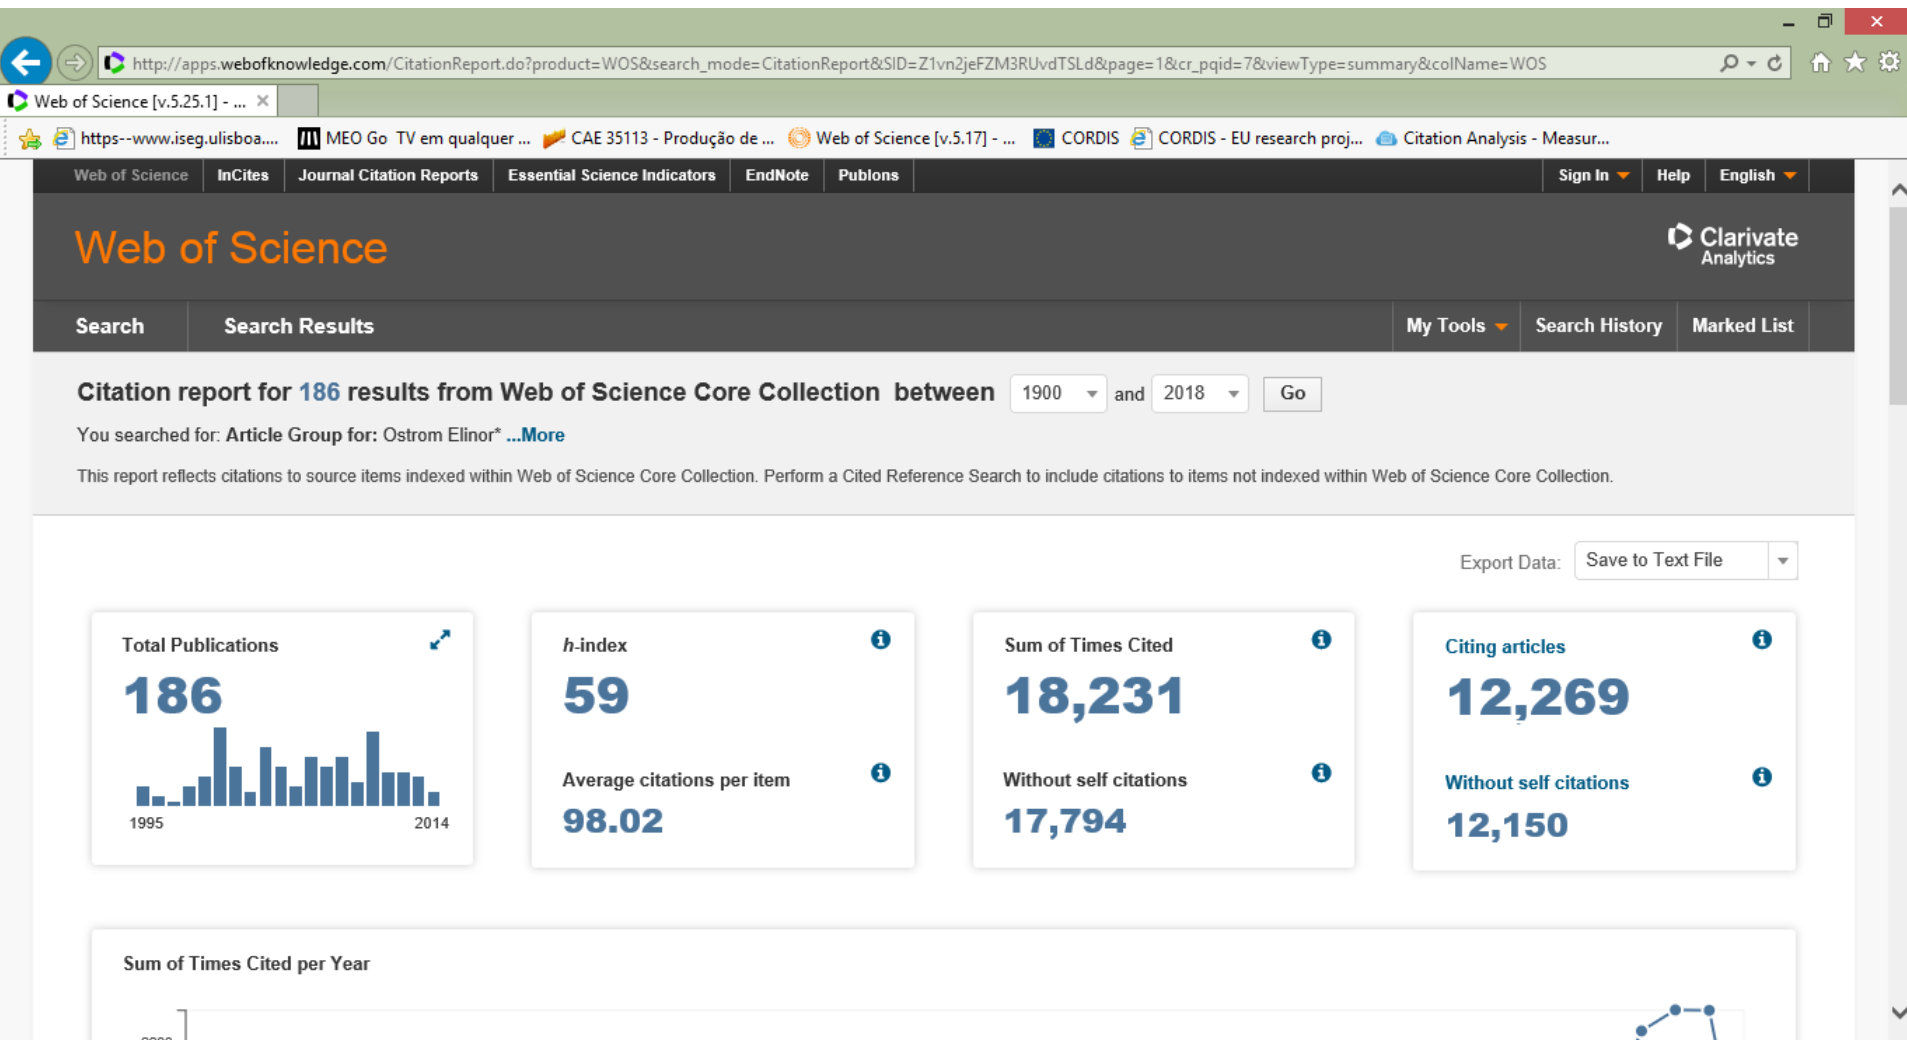 http://apps.webofknowledge.com/CitationReport.do?product=WOS&search_mode=CitationReport&SID=Z1vn2jeFZM3RUvdTSLd&page=1&cr_pqid=7&viewType=summary&colName=WOS
Web of Science [v.5.25.1] - ...
https--www.iseg.ulisboa.... MEO Go TV em qualquer ... CAE 35113 - Produção de ... Web of Science [v.5.17] - ... CORDIS CORDIS - EU research proj... Citation Analysis - Measur...
Web of Science InCites Journal Citation Reports Essential Science Indicators EndNote Publons Sign In Help English
Web of Science
Clarivate
Analytics
Search Search Results My Tools Search History Marked List
Citation report for 186 results from Web of Science Core Collection between 1900 and 2018 Go
You searched for: Article Group for: Ostrom Elinor* ...More
This report reflects citations to source items indexed within Web of Science Core Collection. Perform a Cited Reference Search to include citations to items not indexed within Web of Science Core Collection.
Export Data: Save to Text File
Total Publications
186
1995 2014
h-index
59
Average citations per item
98.02
Sum of Times Cited
18,231
Without self citations
17,794
Citing articles
12,269
Without self citations
12,150
Sum of Times Cited per Year